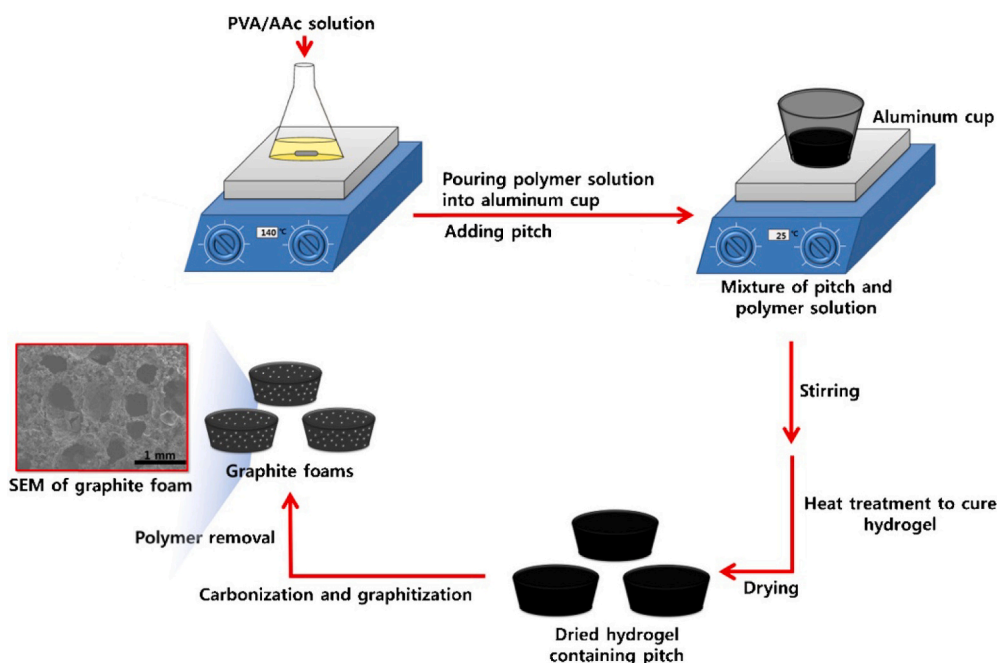 PVA/AAc solution
140 °C
Pouring polymer solution
into aluminum cup
Adding pitch
Aluminum cup
25 °C
Mixture of pitch and
polymer solution
Stirring
Heat treatment to cure
hydrogel
Drying
Dried hydrogel
containing pitch
Carbonization and graphitization
Polymer removal
Graphite foams
1 mm
SEM of graphite foam